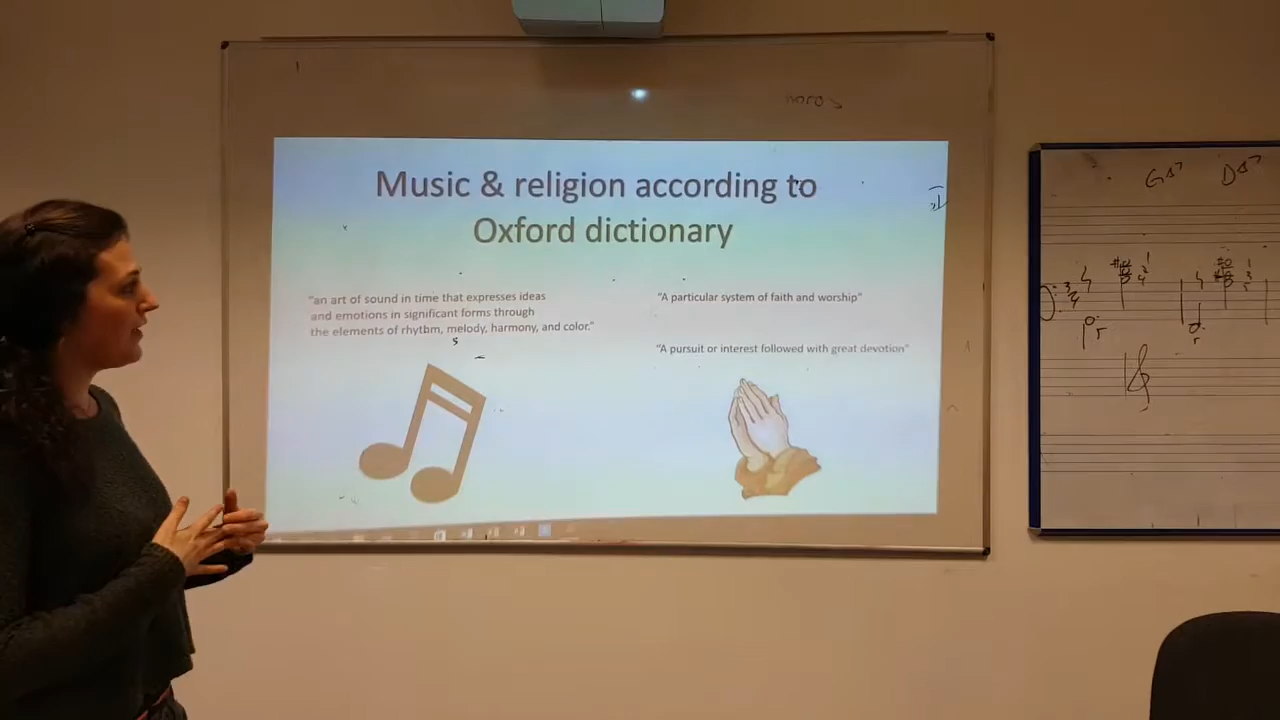 Music & religion according to
Oxford dictionary
"an art of sound in time that expresses ideas
and emotions in significant forms through
the elements of rhythm, melody, harmony, and color."
"A particular system of faith and worship"
"A pursuit or interest followed with great devotion"